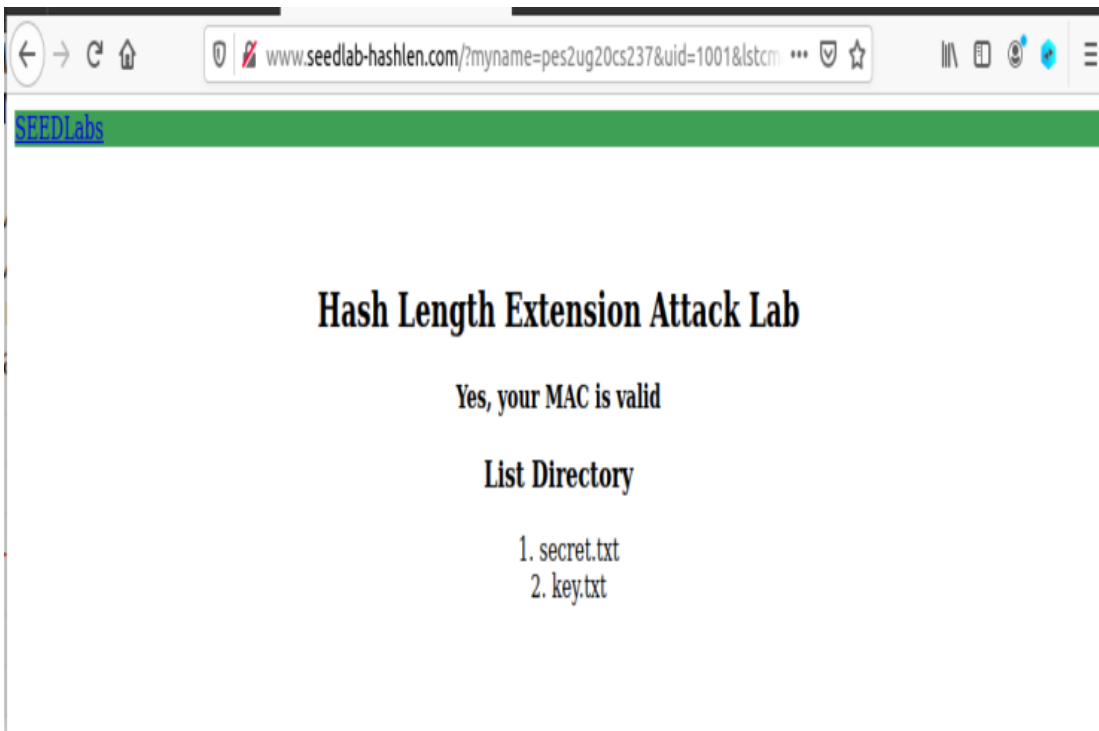 www.seedlab-hashlen.com/?myname=pes2ug20cs237&uid=1001&lstcm
SEEDLabs
Hash Length Extension Attack Lab
Yes, your MAC is valid
List Directory
1. secret.txt
2. key.txt